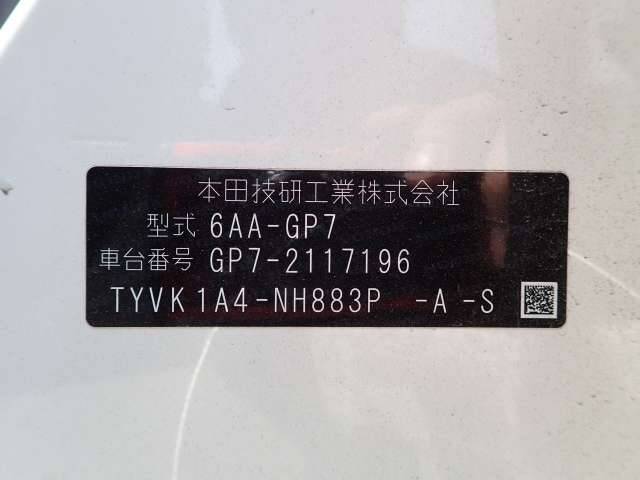 本田技研工業株式会社
型式 6AA-GP7
車台番号 GP7-2117196
TYVK1A4-NH883P -A-S